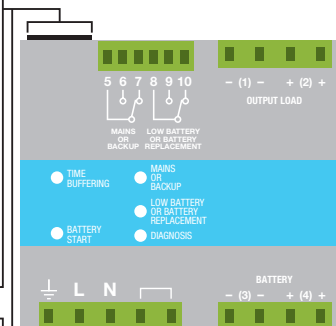 5 6 7 8 9 10
– (1) – + (2) +
OUTPUT LOAD
MAINS
OR
BACKUP
LOW BATTERY
OR BATTERY
REPLACEMENT
TIME
BUFFERING
MAINS
OR
BACKUP
LOW BATTERY
OR BATTERY
REPLACEMENT
BATTERY
START
DIAGNOSIS
L N
BATTERY
– (3) – + (4) +